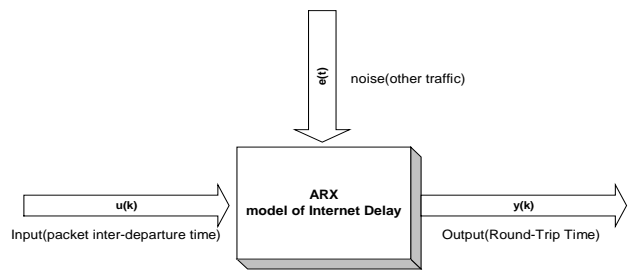 e(t)
noise(other traffic)
ARX
model of Internet Delay
u(k)
y(k)
Input(packet inter-departure time)
Output(Round-Trip Time)